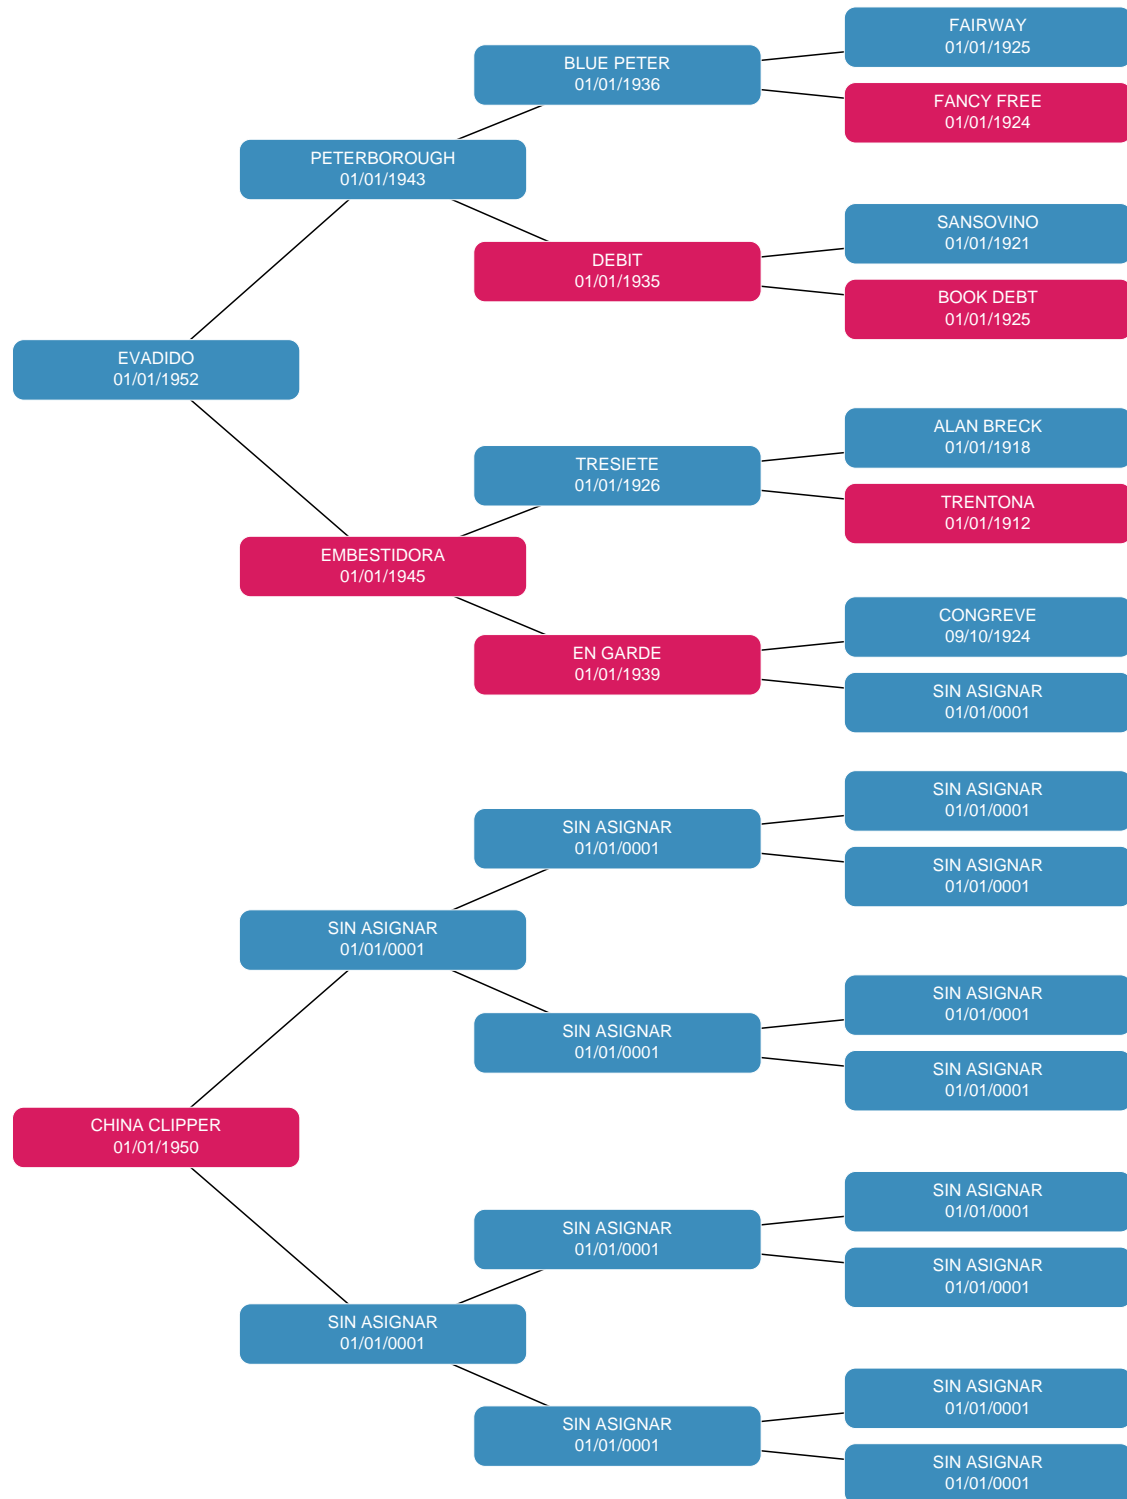 FAIRWAY
01/01/1925
BLUE PETER
01/01/1936
FANCY FREE
01/01/1924
PETERBOROUGH
01/01/1943
SANSOVINO
01/01/1921
DEBIT
01/01/1935
BOOK DEBT
01/01/1925
EVADIDO
01/01/1952
ALAN BRECK
01/01/1918
TRESIETE
01/01/1926
TRENTONA
01/01/1912
EMBESTIDORA
01/01/1945
CONGREVE
09/10/1924
EN GARDE
01/01/1939
SIN ASIGNAR
01/01/0001
SIN ASIGNAR
01/01/0001
SIN ASIGNAR
01/01/0001
SIN ASIGNAR
01/01/0001
SIN ASIGNAR
01/01/0001
SIN ASIGNAR
01/01/0001
SIN ASIGNAR
01/01/0001
SIN ASIGNAR
01/01/0001
CHINA CLIPPER
01/01/1950
SIN ASIGNAR
01/01/0001
SIN ASIGNAR
01/01/0001
SIN ASIGNAR
01/01/0001
SIN ASIGNAR
01/01/0001
SIN ASIGNAR
01/01/0001
SIN ASIGNAR
01/01/0001
SIN ASIGNAR
01/01/0001